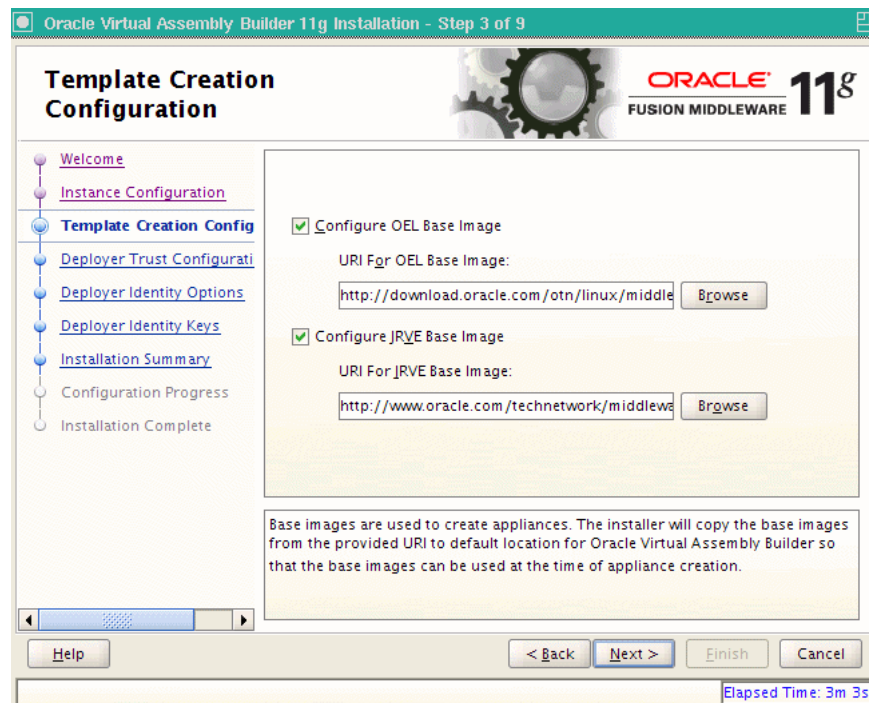 Oracle Virtual Assembly Builder 11g Installation - Step 3 of 9
Template Creation
Configuration
ORACLE
FUSION MIDDLEWARE
11g
Welcome
Instance Configuration
Template Creation Config
Deployer Trust Configurati
Deployer Identity Options
Deployer Identity Keys
Installation Summary
Configuration Progress
Installation Complete
Configure OEL Base Image
URI For OEL Base Image:
http://download.oracle.com/otn/linux/middle
Browse
Configure JRVE Base Image
URI For JRVE Base Image:
http://www.oracle.com/technetwork/middlewa
Browse
Base images are used to create appliances. The installer will copy the base images
from the provided URI to default location for Oracle Virtual Assembly Builder so
that the base images can be used at the time of appliance creation.
Help
< Back
Next >
Finish
Cancel
Elapsed Time: 3m 3s